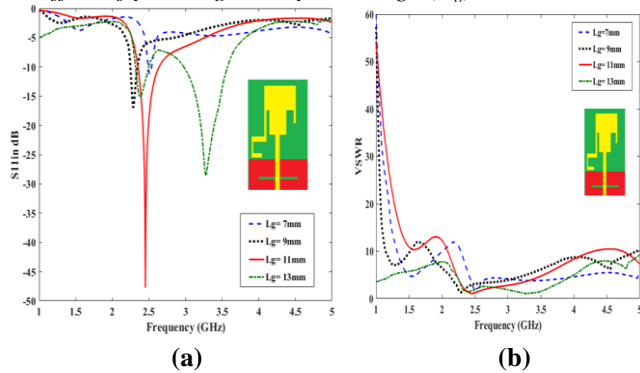 0
-5
-10
-15
-20
-25
-30
-35
-40
-45
-50
S11in dB
1 1.5 2 2.5 3 3.5 4 4.5 5
Frequency (GHz)
Lg= 7mm
Lg= 9mm
Lg= 11mm
Lg= 13mm
(a)
60
50
40
30
20
10
0
VSWR
1 1.5 2 2.5 3 3.5 4 4.5 5
Frequency (GHz)
Lg=7mm
Lg= 9mm
Lg= 11mm
Lg= 13mm
(b)